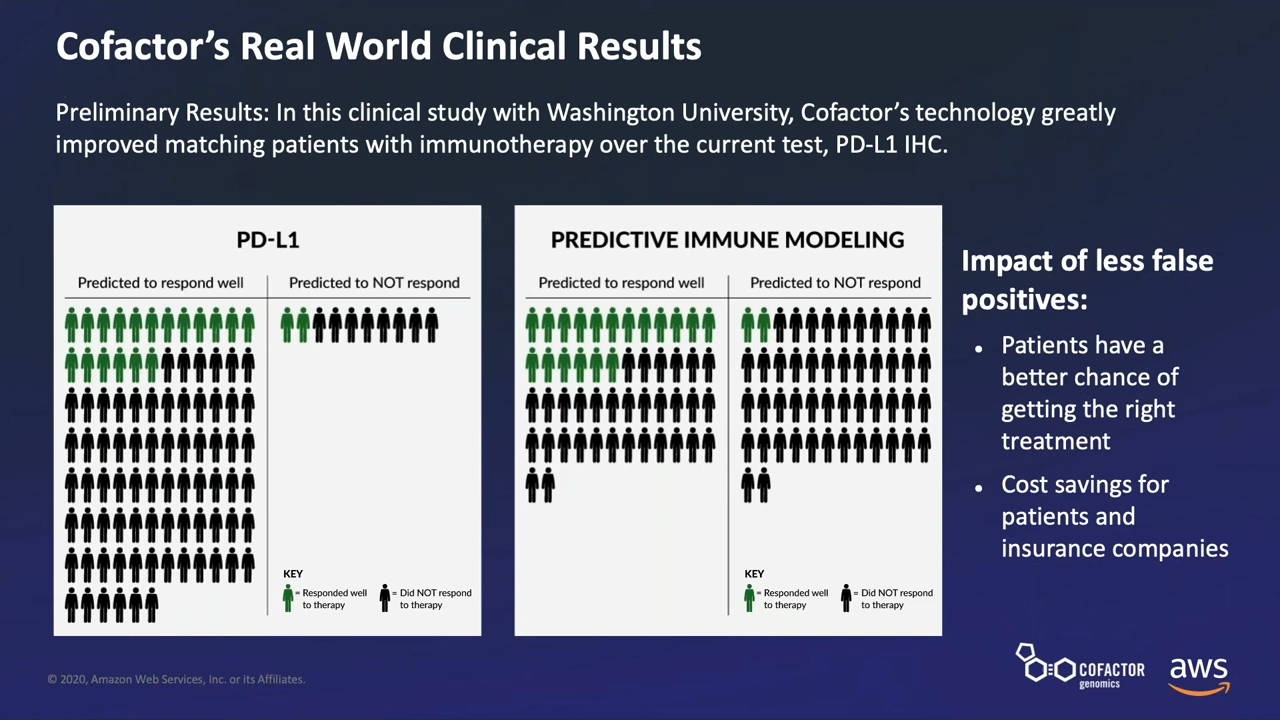 Cofactor’s Real World Clinical Results
Preliminary Results: In this clinical study with Washington University, Cofactor’s technology greatly
improved matching patients with immunotherapy over the current test, PD-L1 IHC.
PD-L1
Predicted to respond well
Predicted to NOT respond
KEY
= Responded well
to therapy
= Did NOT respond
to therapy
PREDICTIVE IMMUNE MODELING
Predicted to respond well
Predicted to NOT respond
KEY
= Responded well
to therapy
= Did NOT respond
to therapy
Impact of less false
positives:
• Patients have a
better chance of
getting the right
treatment
• Cost savings for
patients and
insurance companies
© 2020, Amazon Web Services, Inc. or its Affiliates.
COFACTOR
genomics
aws